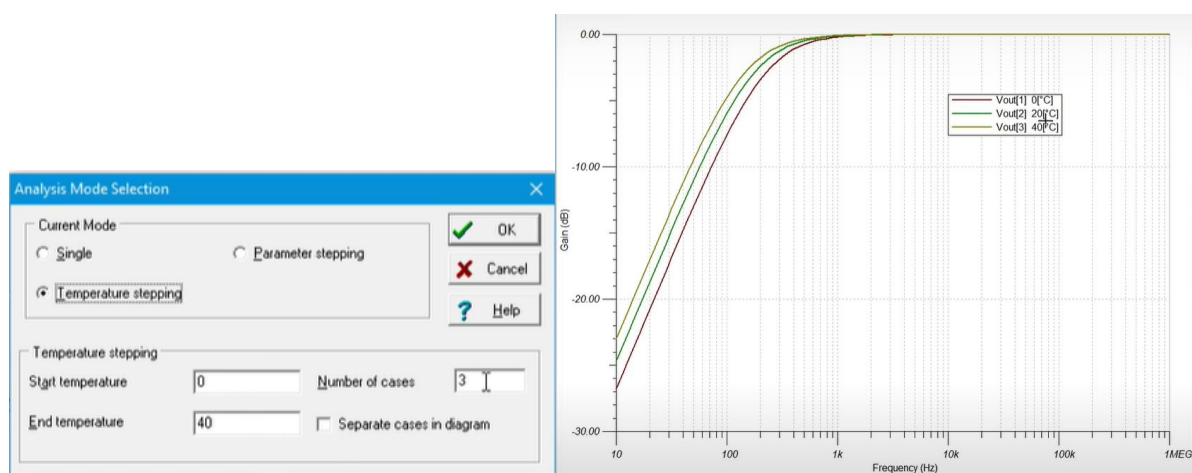 Analysis Mode Selection
Current Mode
Single
Parameter stepping
Temperature stepping
OK
Cancel
Help
Temperature stepping
Start temperature 0 Number of cases 3
End temperature 40 Separate cases in diagram
0.00
-10.00
-20.00
-30.00
Gain (dB)
Vout[1] 0[°C]
Vout[2] 20[°C]
Vout[3] 40[°C]
10 100 1k 10k 100k 1MEG
Frequency (Hz)